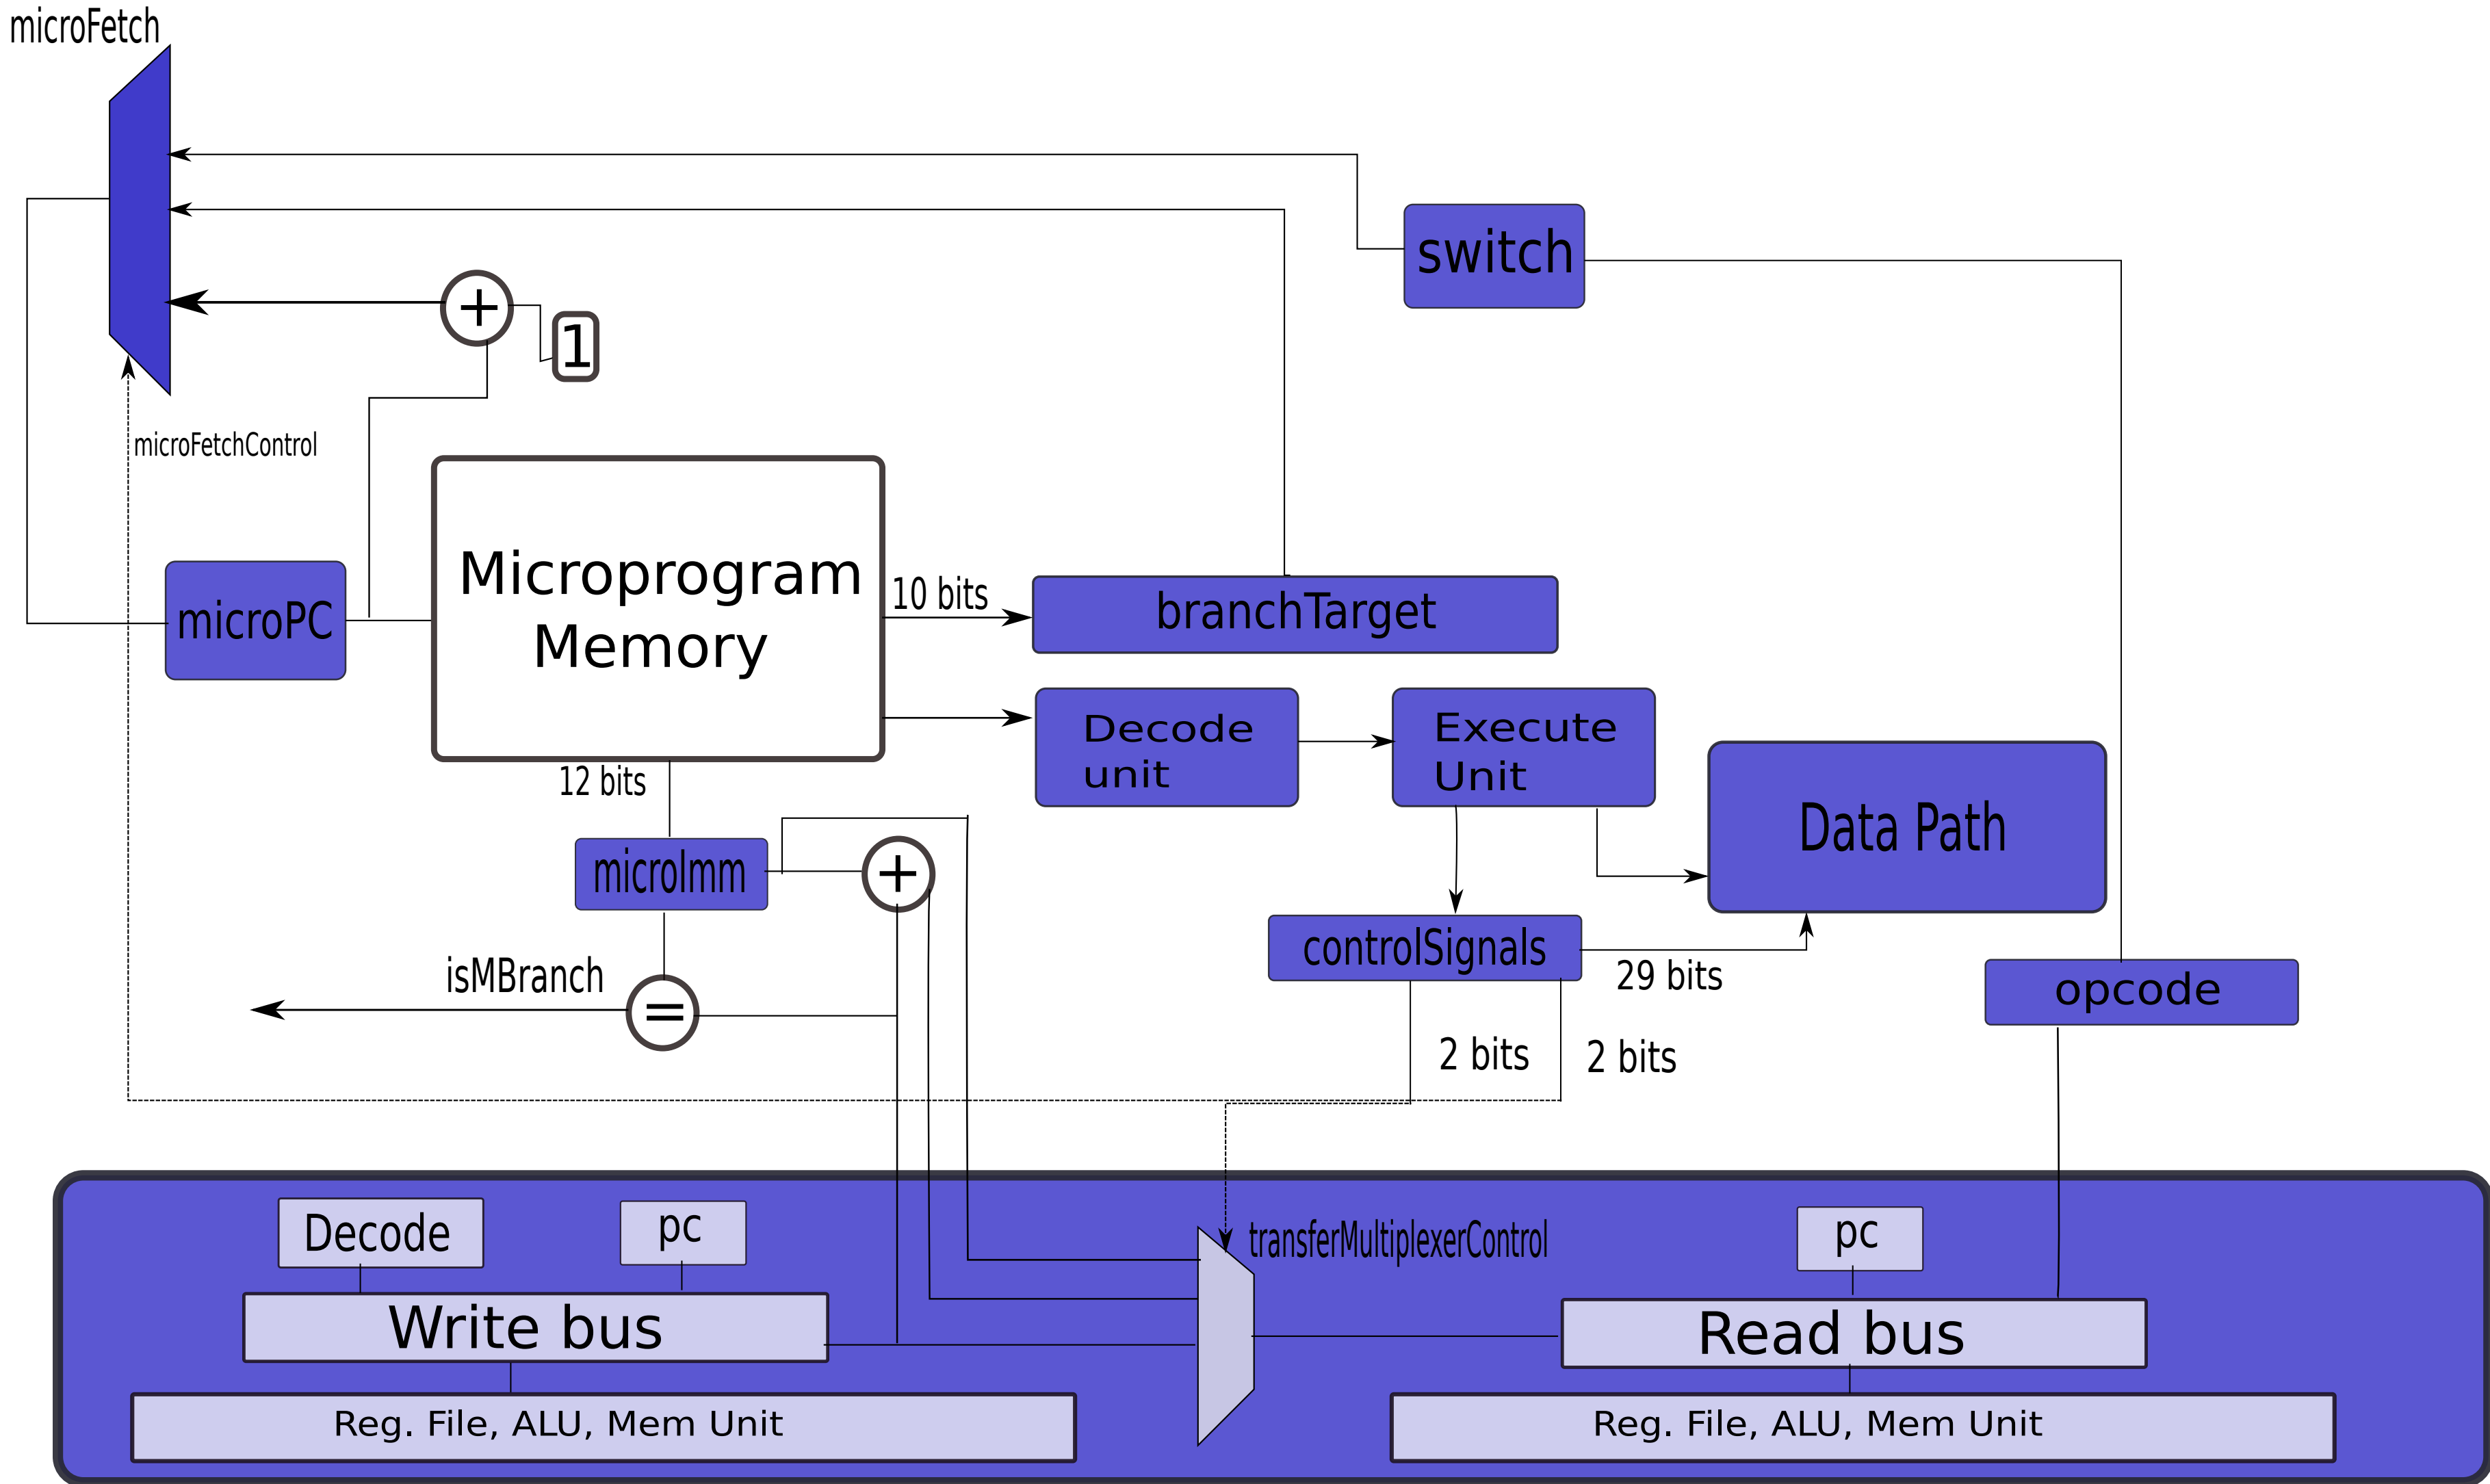 microFetch
switch
+
1
microFetchControl
Microprogram
Memory
microPC
10 bits
branchTarget
Decode
unit
Execute
Unit
Data Path
12 bits
microImm
+
controlSignals
29 bits
isMBranch
=
opcode
2 bits
2 bits
Decode
pc
transferMultiplexerControl
pc
Write bus
Read bus
Reg. File, ALU, Mem Unit
Reg. File, ALU, Mem Unit